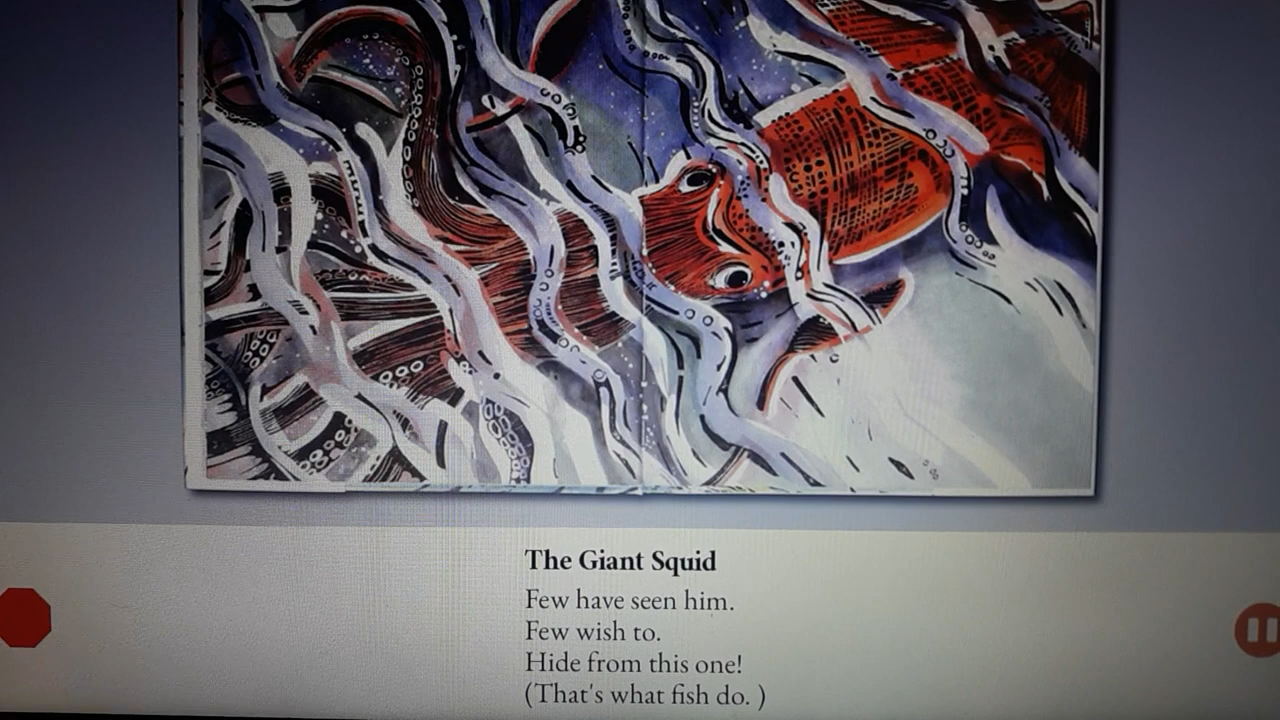 The Giant Squid
Few have seen him.
Few wish to.
Hide from this one!
(That's what fish do. )